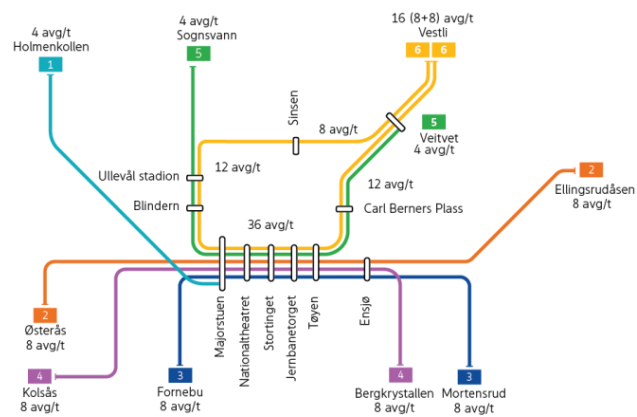 4 avg/t
Holmenkollen
1
4 avg/t
Sognsvann
5
16 (8+8) avg/t
Vestli
6 6
Sinsen
8 avg/t
5
Veitvet
4 avg/t
Ullevål stadion
12 avg/t
12 avg/t
2
Ellingsrudåsen
8 avg/t
Blindern
Carl Berners Plass
36 avg/t
Majorstuen
Nationaltheatret
Stortinget
Jernbanetorget
Tøyen
Ensjø
2
Østerås
8 avg/t
4
Kolsås
8 avg/t
3
Fornebu
8 avg/t
4
Bergkrystallen
8 avg/t
3
Mortensrud
8 avg/t